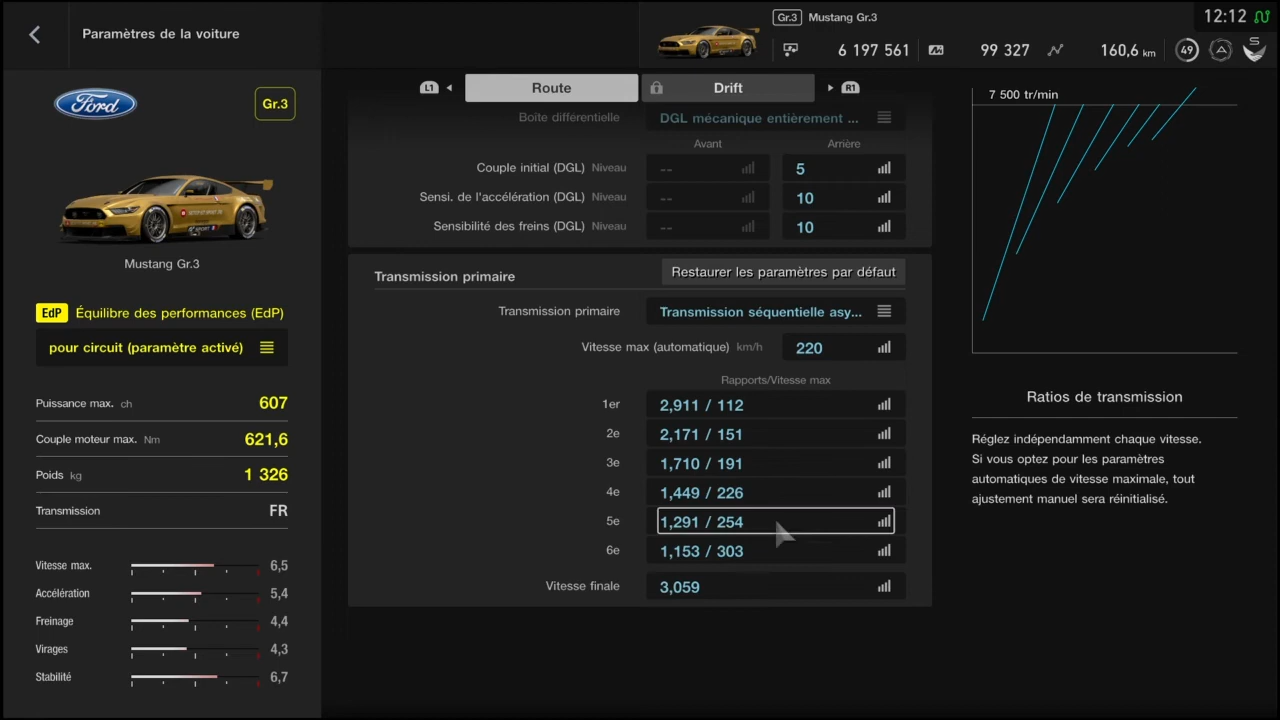 12:12
Gr.3 Mustang Gr.3
6 197 561
99 327
160,6 km
49
S
Paramètres de la voiture
Ford
Gr.3
Mustang Gr.3
EdP Équilibre des performances (EdP)
pour circuit (paramètre activé)
Puissance max. ch 607
Couple moteur max. Nm 621,6
Poids kg 1 326
Transmission FR
Vitesse max. 6,5
Accélération 5,4
Freinage 4,4
Virages 4,3
Stabilité 6,7
L1 Route Drift R1
Boîte différentielle DGL mécanique entièrement ...
Avant Arrière
Couple initial (DGL) Niveau -- 5
Sensi. de l'accélération (DGL) Niveau -- 10
Sensibilité des freins (DGL) Niveau -- 10
Transmission primaire Restaurer les paramètres par défaut
Transmission primaire Transmission séquentielle asy...
Vitesse max (automatique) km/h 220
Rapports/Vitesse max
1er 2,911 / 112
2e 2,171 / 151
3e 1,710 / 191
4e 1,449 / 226
5e 1,291 / 254
6e 1,153 / 303
Vitesse finale 3,059
7 500 tr/min
Ratios de transmission
Réglez indépendamment chaque vitesse.
Si vous optez pour les paramètres
automatiques de vitesse maximale, tout
ajustement manuel sera réinitialisé.